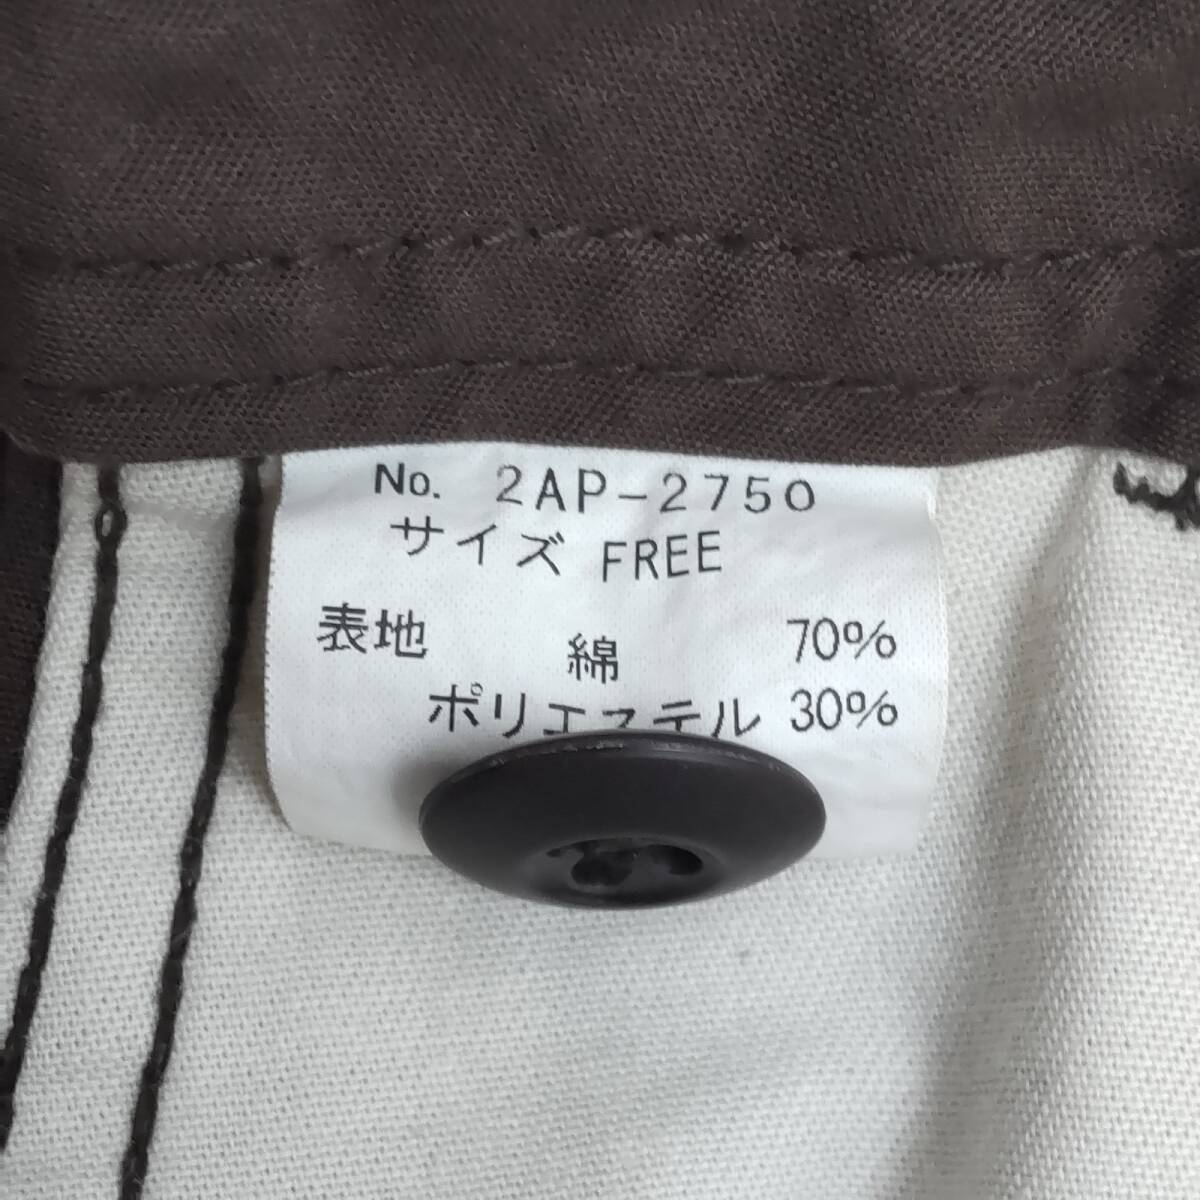 No. 2AP-2750
サイズ FREE
表地 綿 70%
ポリエステル 30%